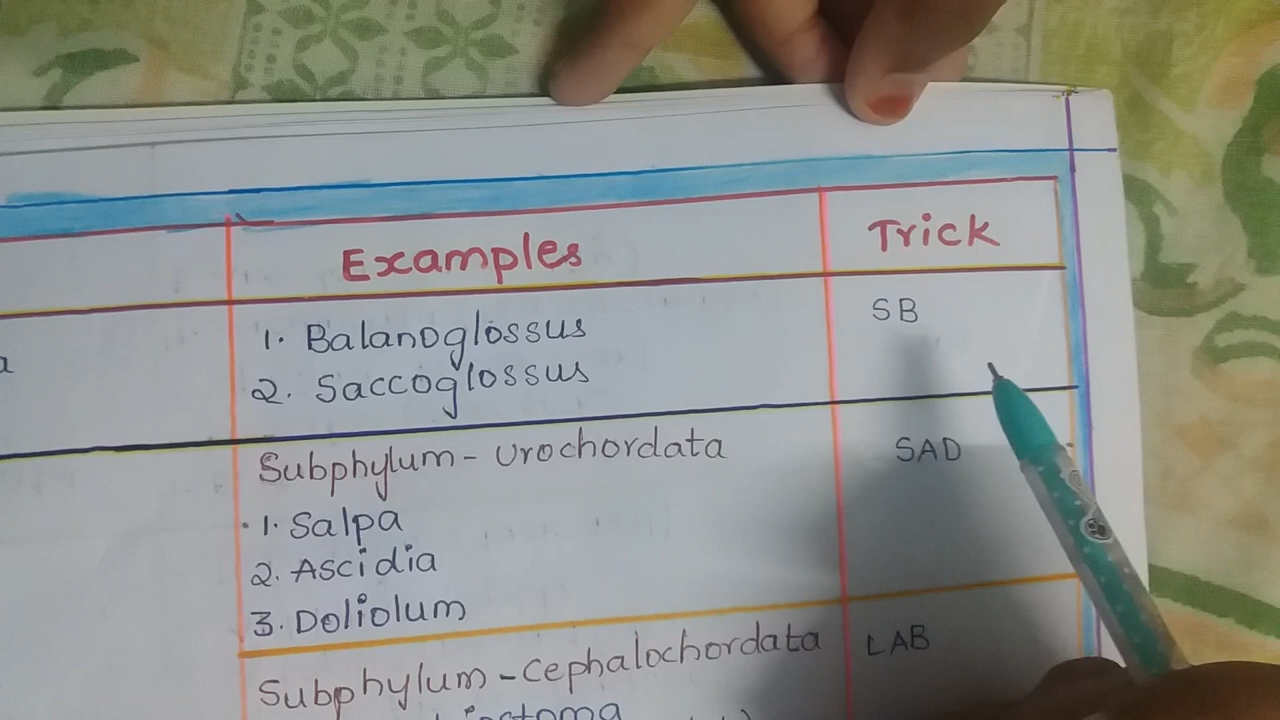 Examples
Trick
a
1. Balanoglossus
2. Saccoglossus
SB
Subphylum - Urochordata
1. Salpa
2. Ascidia
3. Doliolum
SAD
Subphylum - Cephalochordata
LAB